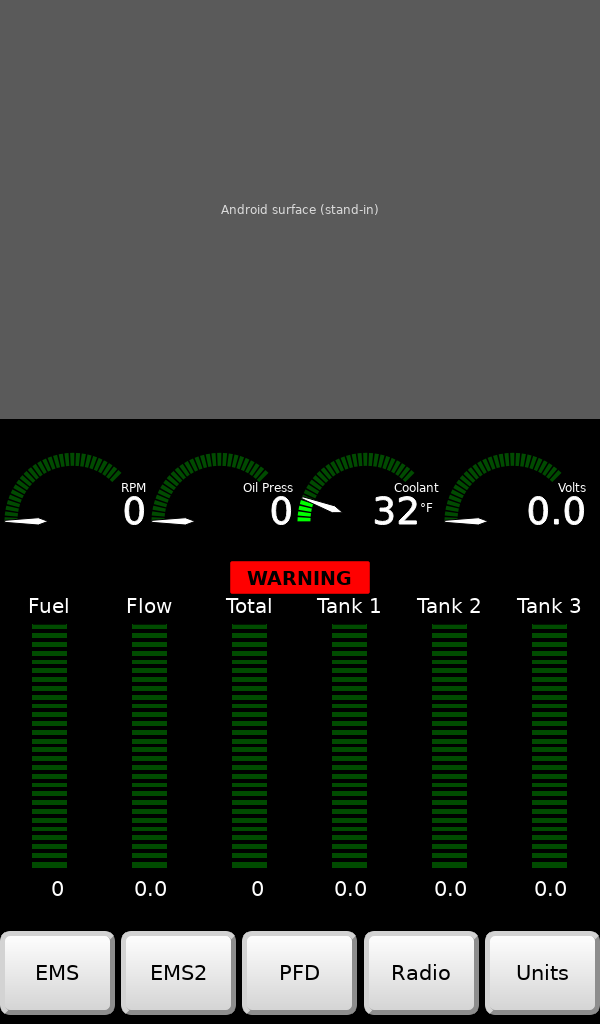 Android surface (stand-in)
RPM
0
Oil Press
0
Coolant
32°F
Volts
0.0
WARNING
Fuel Flow Total Tank 1 Tank 2 Tank 3
0 0.0 0 0.0 0.0 0.0
EMS EMS2 PFD Radio Units